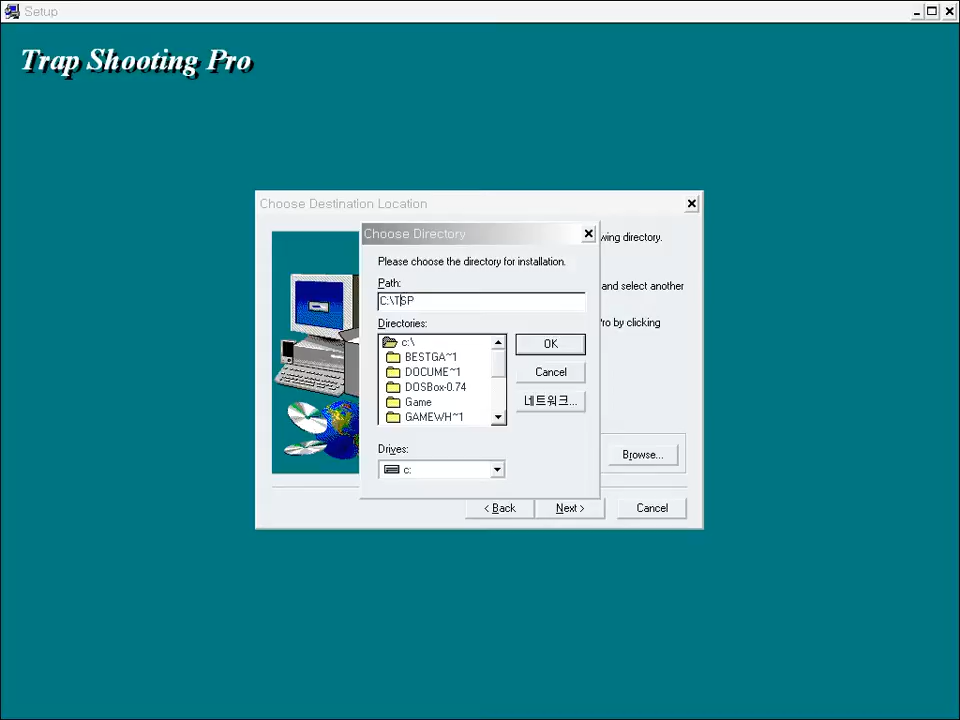 Setup
Trap Shooting Pro
Choose Destination Location
wing directory.
Choose Directory
Please choose the directory for installation.
Path:
and select another
C:\TSP
Directories:
'ro by clicking
c:\
OK
BESTGA~1
DOCUME~1
Cancel
DOSBox-0.74
Game
네트워크...
GAMEWH~1
Drives:
Browse...
c:
< Back
Next >
Cancel